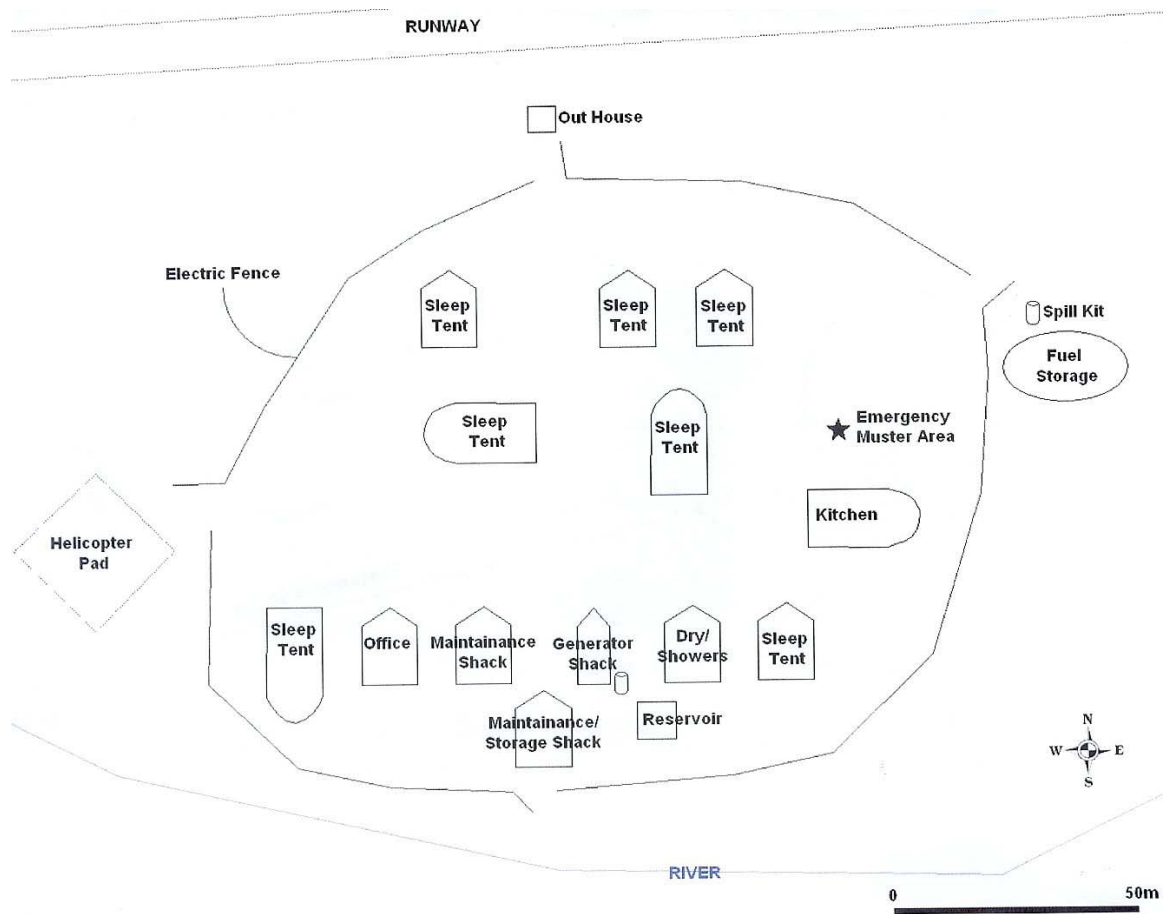 RUNWAY
Out House
Electric Fence
Sleep
Tent
Sleep
Tent
Sleep
Tent
Spill Kit
Fuel
Storage
Sleep
Tent
Sleep
Tent
Emergency
Muster Area
Kitchen
Helicopter
Pad
Sleep
Tent
Office
Maintainance
Shack
Generator
Shack
Dry/
Showers
Sleep
Tent
Maintainance/
Storage Shack
Reservoir
N
W E
S
RIVER
0 50m